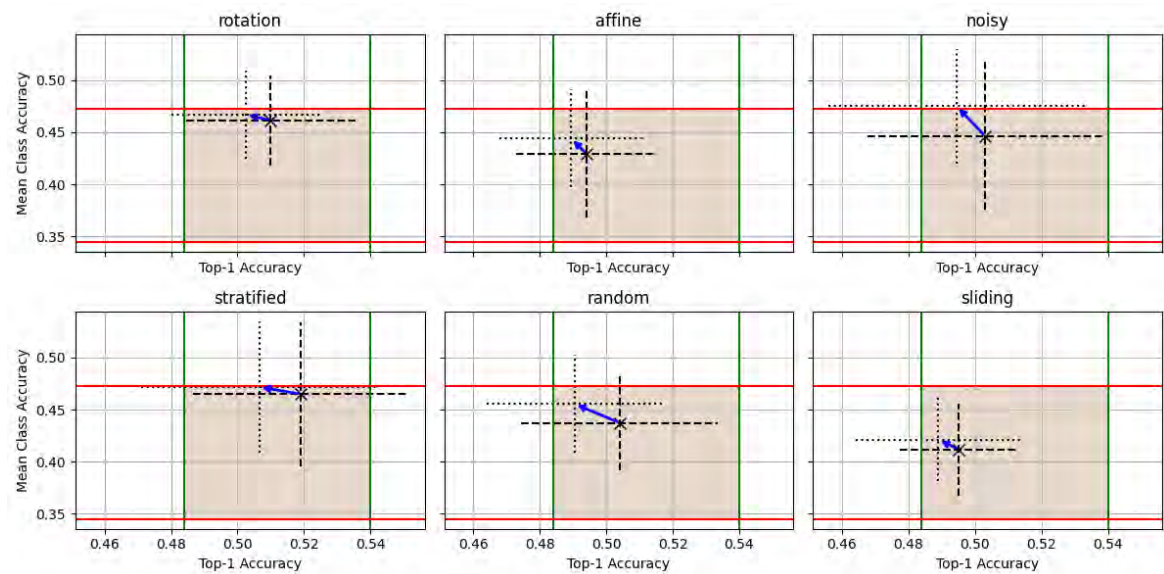 rotation affine noisy
Mean Class Accuracy
0.50
0.45
0.40
0.35
Top-1 Accuracy Top-1 Accuracy Top-1 Accuracy
stratified random sliding
Mean Class Accuracy
0.50
0.45
0.40
0.35
0.46 0.48 0.50 0.52 0.54 0.46 0.48 0.50 0.52 0.54 0.46 0.48 0.50 0.52 0.54
Top-1 Accuracy Top-1 Accuracy Top-1 Accuracy